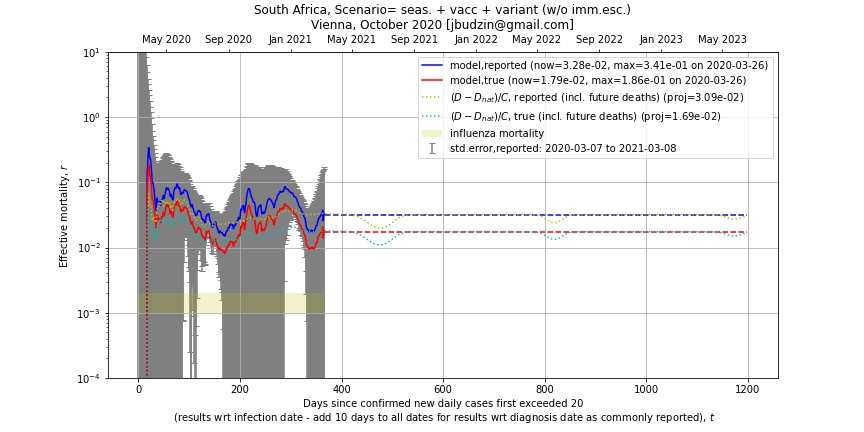 South Africa, Scenario= seas. + vacc + variant (w/o imm.esc.)
Vienna, October 2020 [jbudzin@gmail.com]
May 2020 Sep 2020 Jan 2021 May 2021 Sep 2021 Jan 2022 May 2022 Sep 2022 Jan 2023 May 2023
model,reported (now=3.28e-02, max=3.41e-01 on 2020-03-26)
model,true (now=1.79e-02, max=1.86e-01 on 2020-03-26)
(D − D_nat)/C, reported (incl. future deaths) (proj=3.09e-02)
(D − D_nat)/C, true (incl. future deaths) (proj=1.69e-02)
influenza mortality
std.error,reported: 2020-03-07 to 2021-03-08
Effective mortality, r
10^1
10^0
10^−1
10^−2
10^−3
10^−4
0 200 400 600 800 1000 1200
Days since confirmed new daily cases first exceeded 20
(results wrt infection date - add 10 days to all dates for results wrt diagnosis date as commonly reported), t